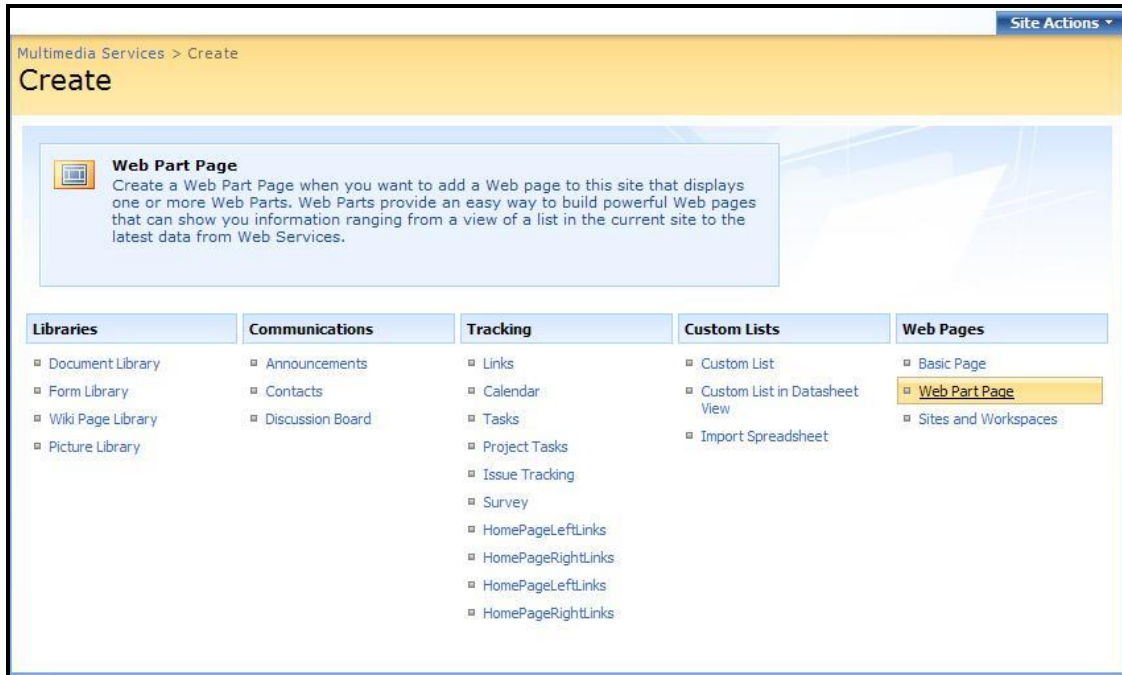 Site Actions
Multimedia Services > Create
Create
Web Part Page
Create a Web Part Page when you want to add a Web page to this site that displays
one or more Web Parts. Web Parts provide an easy way to build powerful Web pages
that can show you information ranging from a view of a list in the current site to the
latest data from Web Services.
Libraries
Document Library
Form Library
Wiki Page Library
Picture Library
Communications
Announcements
Contacts
Discussion Board
Tracking
Links
Calendar
Tasks
Project Tasks
Issue Tracking
Survey
HomePageLeftLinks
HomePageRightLinks
HomePageLeftLinks
HomePageRightLinks
Custom Lists
Custom List
Custom List in Datasheet
View
Import Spreadsheet
Web Pages
Basic Page
Web Part Page
Sites and Workspaces